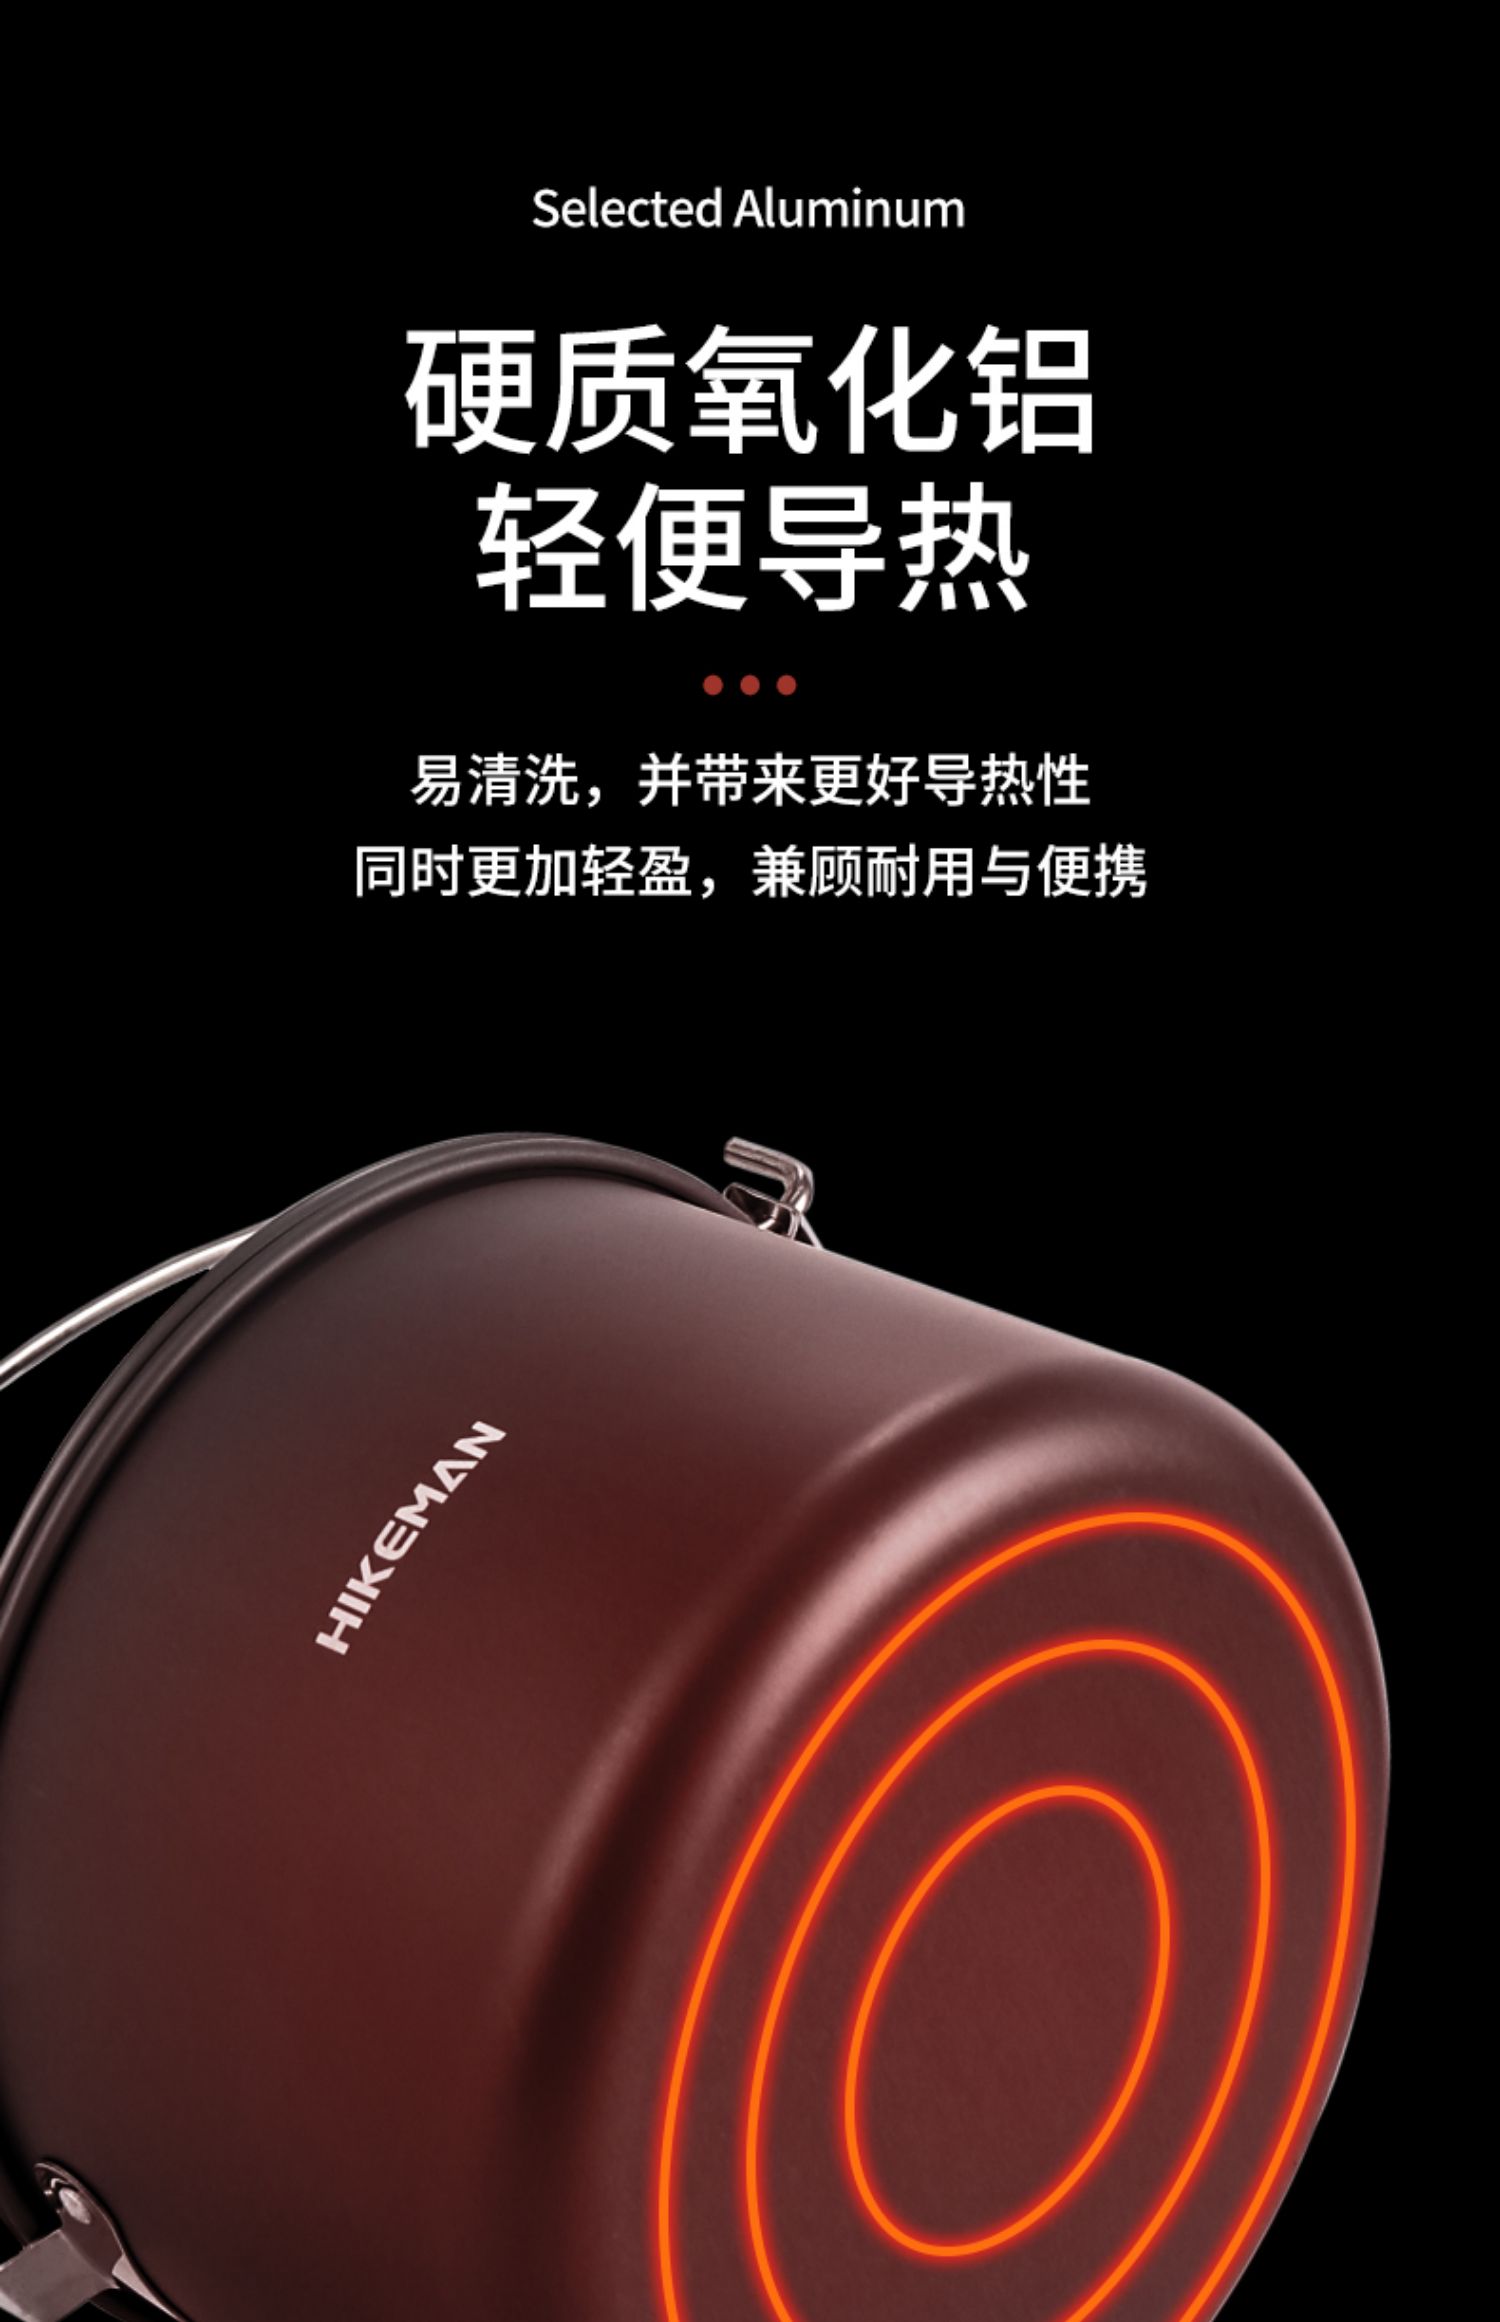 Selected Aluminum
硬质氧化铝
轻便导热
易清洗，并带来更好导热性
同时更加轻盈，兼顾耐用与便携
HIKEMAN